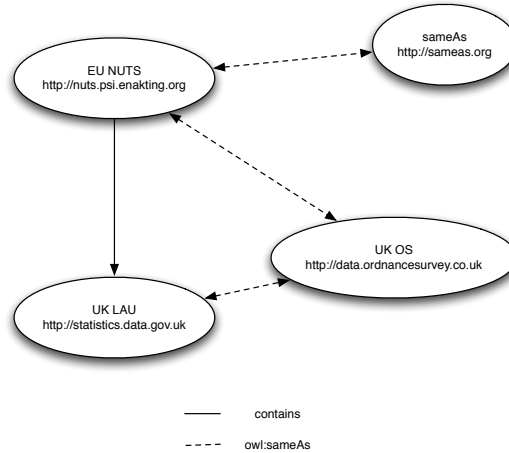 sameAs
http://sameas.org
EU NUTS
http://nuts.psi.enakting.org
UK OS
http://data.ordnancesurvey.co.uk
UK LAU
http://statistics.data.gov.uk
contains
owl:sameAs